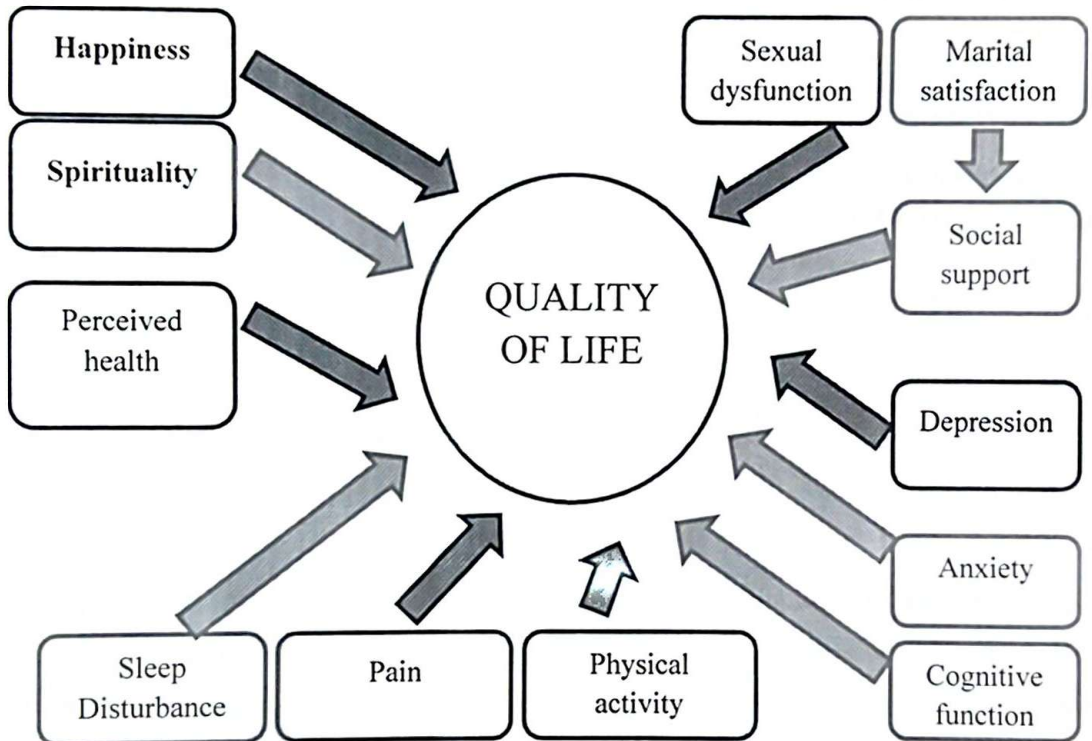 Happiness
Spirituality
Perceived
health
Sexual
dysfunction
Marital
satisfaction
Social
support
QUALITY
OF LIFE
Depression
Anxiety
Cognitive
function
Sleep
Disturbance
Pain
Physical
activity